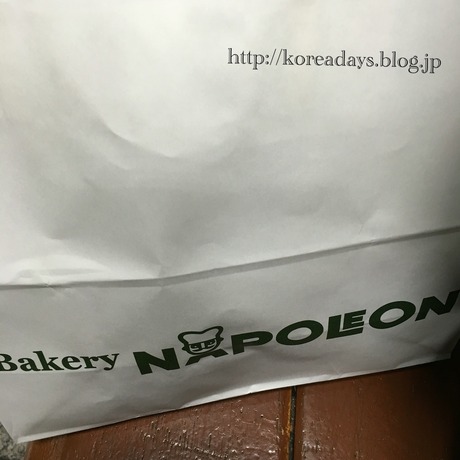 http://koreadays.blog.jp
Bakery NAPOLEON